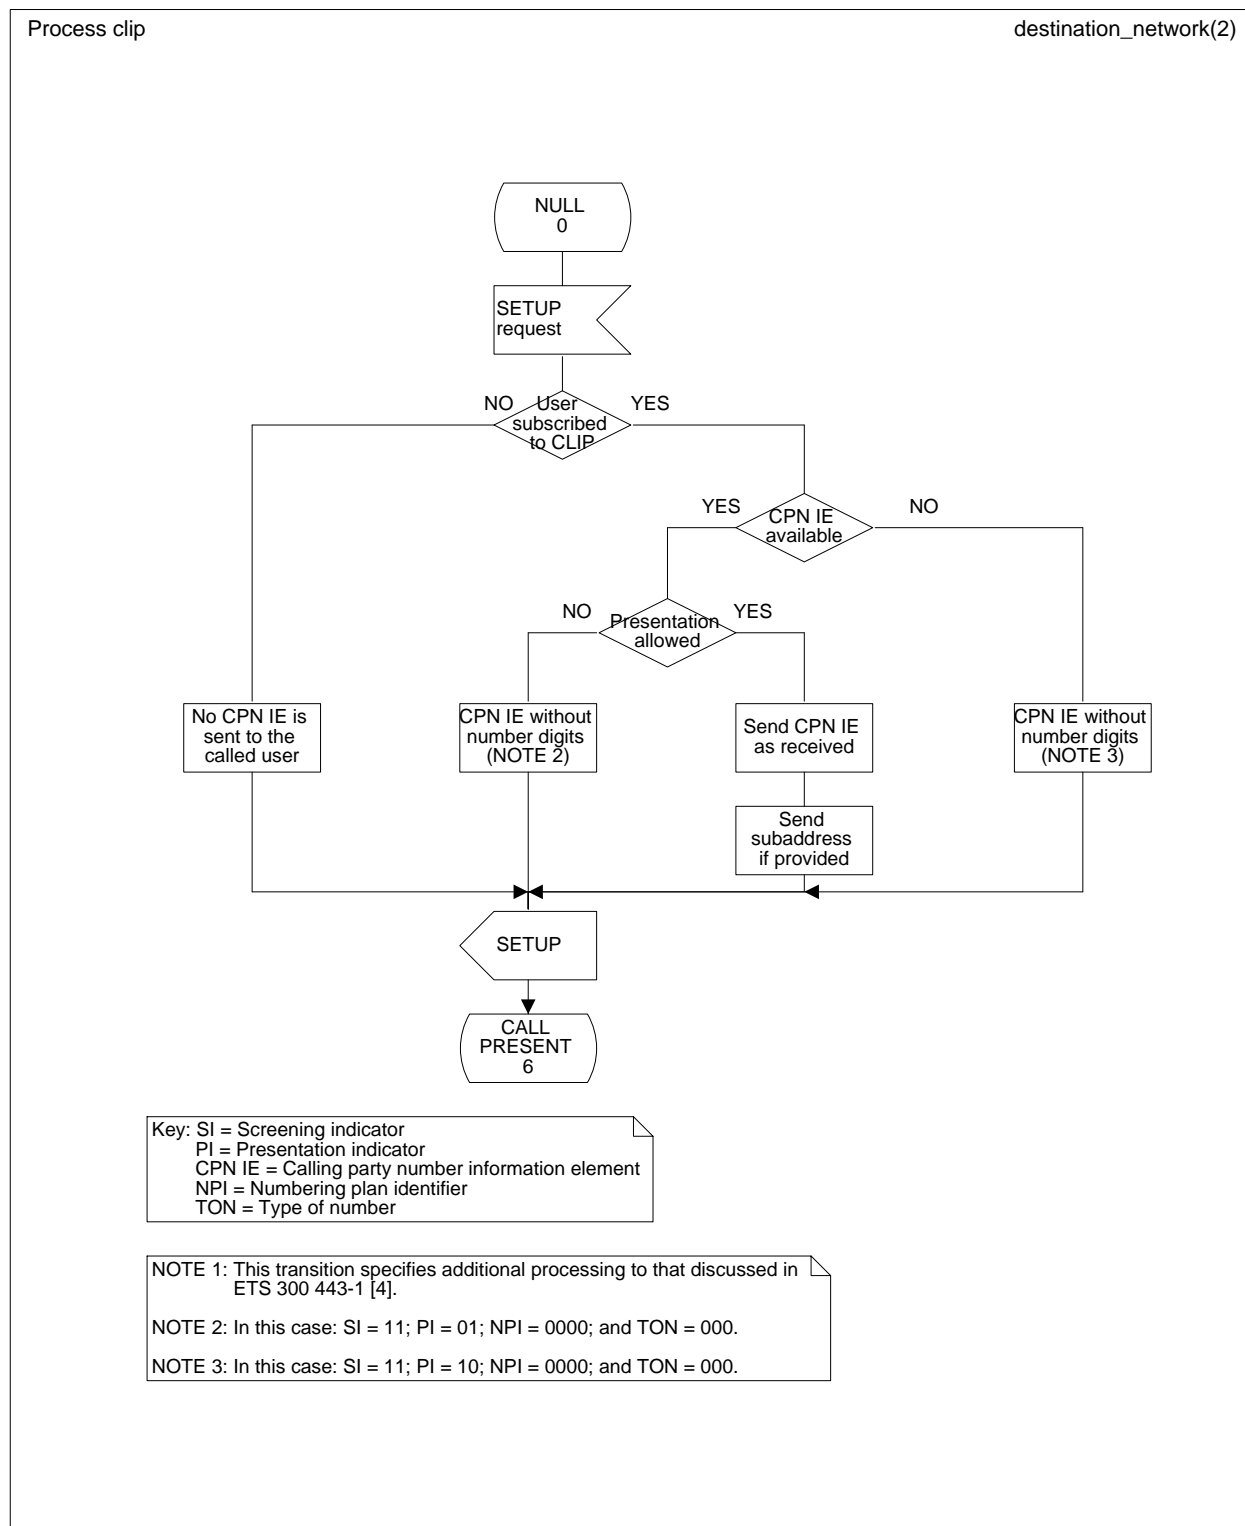 Process clip
destination_network(2)
NULL
0
SETUP
request
NO
User
subscribed
to CLIP
YES
YES
CPN IE
available
NO
NO
Presentation
allowed
YES
No CPN IE is
sent to the
called user
CPN IE without
number digits
(NOTE 2)
Send CPN IE
as received
CPN IE without
number digits
(NOTE 3)
Send
subaddress
if provided
SETUP
CALL
PRESENT
6
Key: SI = Screening indicator
PI = Presentation indicator
CPN IE = Calling party number information element
NPI = Numbering plan identifier
TON = Type of number
NOTE 1: This transition specifies additional processing to that discussed in
ETS 300 443-1 [4].
NOTE 2: In this case: SI = 11; PI = 01; NPI = 0000; and TON = 000.
NOTE 3: In this case: SI = 11; PI = 10; NPI = 0000; and TON = 000.